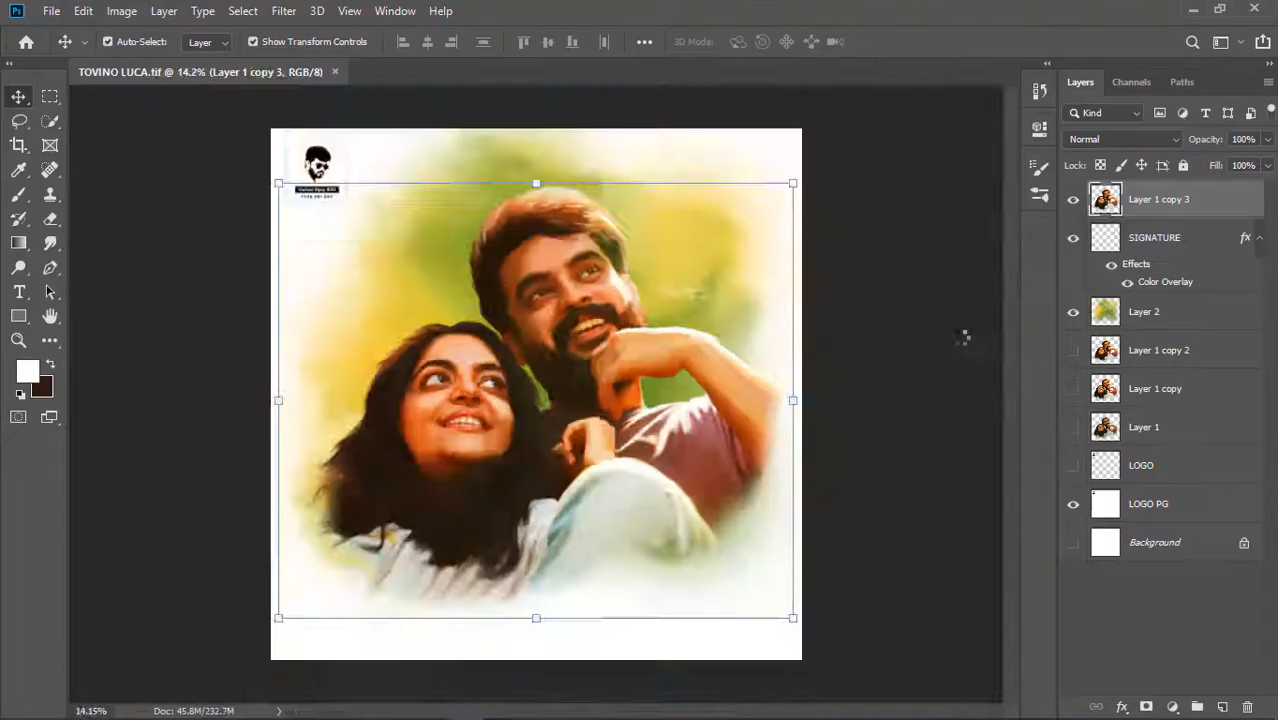 Ps File Edit Image Layer Type Select Filter 3D View Window Help
Auto-Select: Layer Show Transform Controls 3D Mode:
TOVINO LUCA.tif @ 14.2% (Layer 1 copy 3, RGB/8) ×
Layers Channels Paths
Kind
Normal Opacity: 100%
Lock: Fill: 100%
Layer 1 copy 3
SIGNATURE fx
Effects
Color Overlay
Layer 2
Layer 1 copy 2
Layer 1 copy
Layer 1
LOGO
LOGO PG
Background
14.15% Doc: 45.8M/232.7M
fx